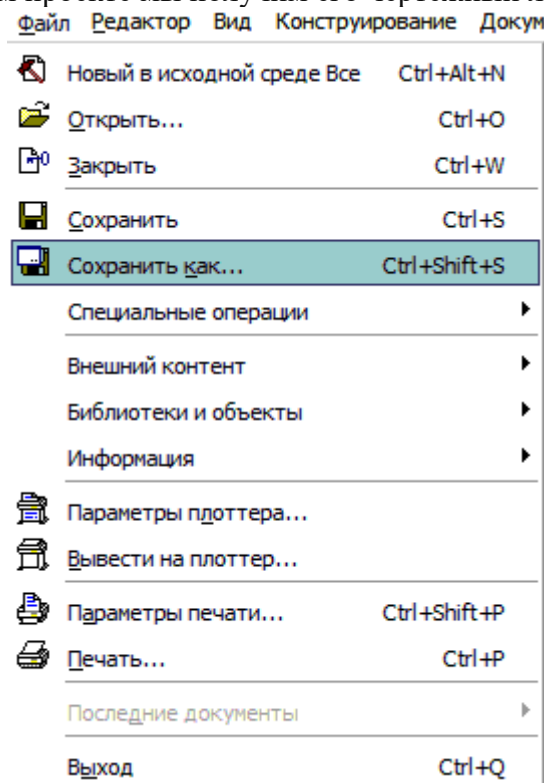 Файл Редактор Вид Конструирование Докум
Новый в исходной среде Все Ctrl+Alt+N
Открыть... Ctrl+O
Закрыть Ctrl+W
Сохранить Ctrl+S
Сохранить как... Ctrl+Shift+S
Специальные операции
Внешний контент
Библиотеки и объекты
Информация
Параметры плоттера...
Вывести на плоттер...
Параметры печати... Ctrl+Shift+P
Печать... Ctrl+P
Последние документы
Выход Ctrl+Q